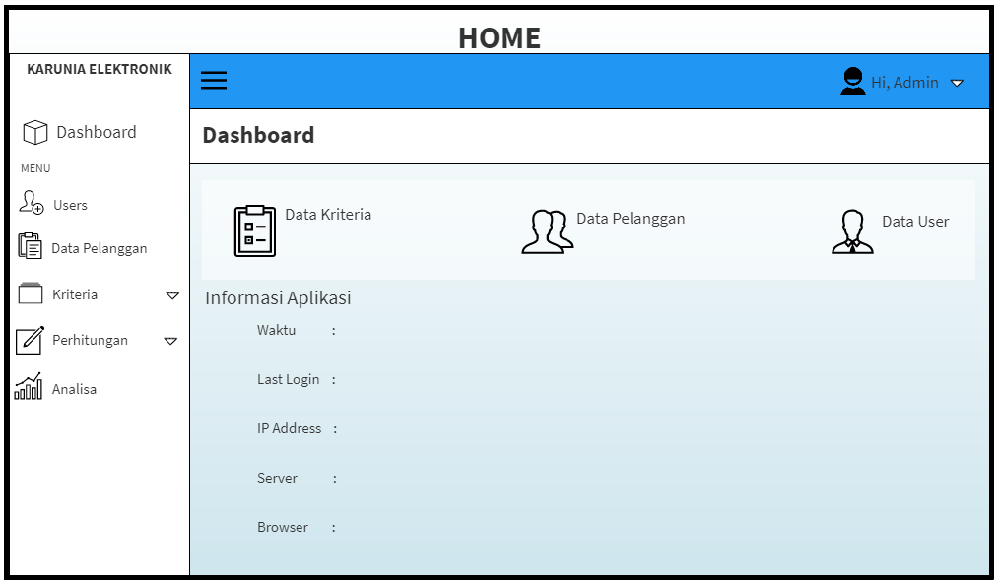 HOME
KARUNIA ELEKTRONIK
Hi, Admin
Dashboard
Dashboard
MENU
Users
Data Pelanggan
Kriteria
Perhitungan
Analisa
Data Kriteria
Data Pelanggan
Data User
Informasi Aplikasi
Waktu :
Last Login :
IP Address :
Server :
Browser :